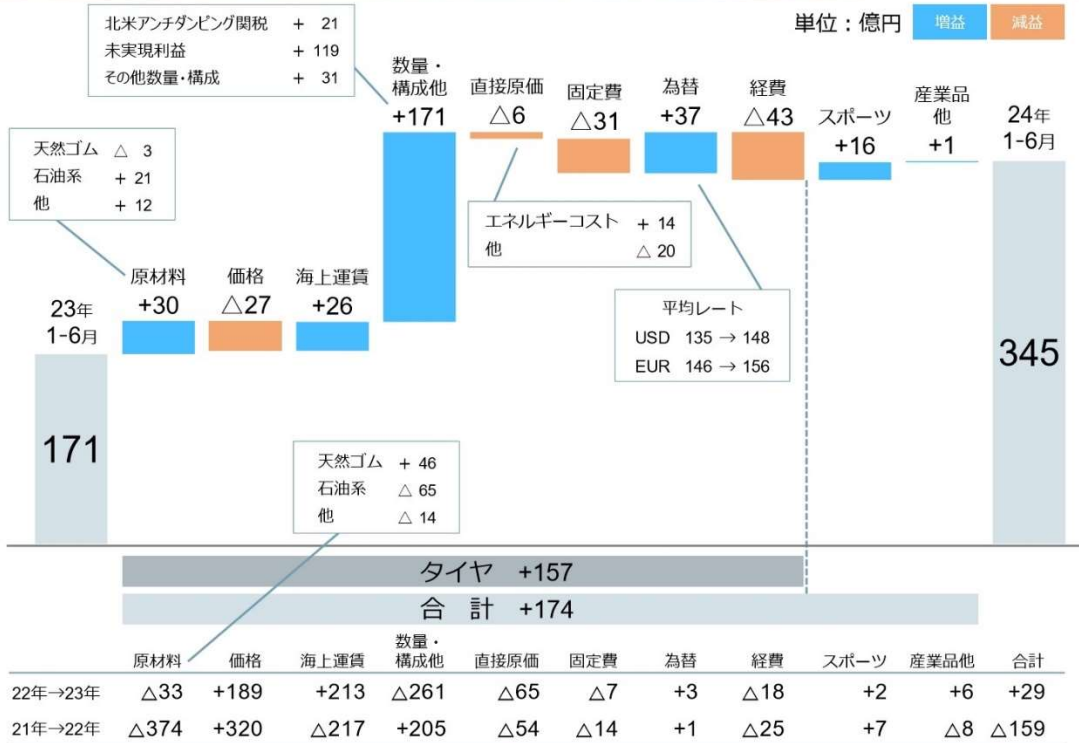 北米アンチダンピング関税 + 21
未実現利益 + 119
その他数量・構成 + 31
単位：億円 増益 減益
天然ゴム △ 3
石油系 + 21
他 + 12
数量・
構成他
+171
直接原価
△6
固定費
△31
為替
+37
経費
△43
スポーツ
+16
産業品
他
+1
24年
1-6月
345
エネルギーコスト + 14
他 △ 20
平均レート
USD 135 → 148
EUR 146 → 156
23年
1-6月
171
原材料
+30
価格
△27
海上運賃
+26
天然ゴム + 46
石油系 △ 65
他 △ 14
タイヤ +157
合 計 +174
原材料 価格 海上運賃 数量・構成他 直接原価 固定費 為替 経費 スポーツ 産業品他 合計
22年→23年 △33 +189 +213 △261 △65 △7 +3 △18 +2 +6 +29
21年→22年 △374 +320 △217 +205 △54 △14 +1 △25 +7 △8 △159